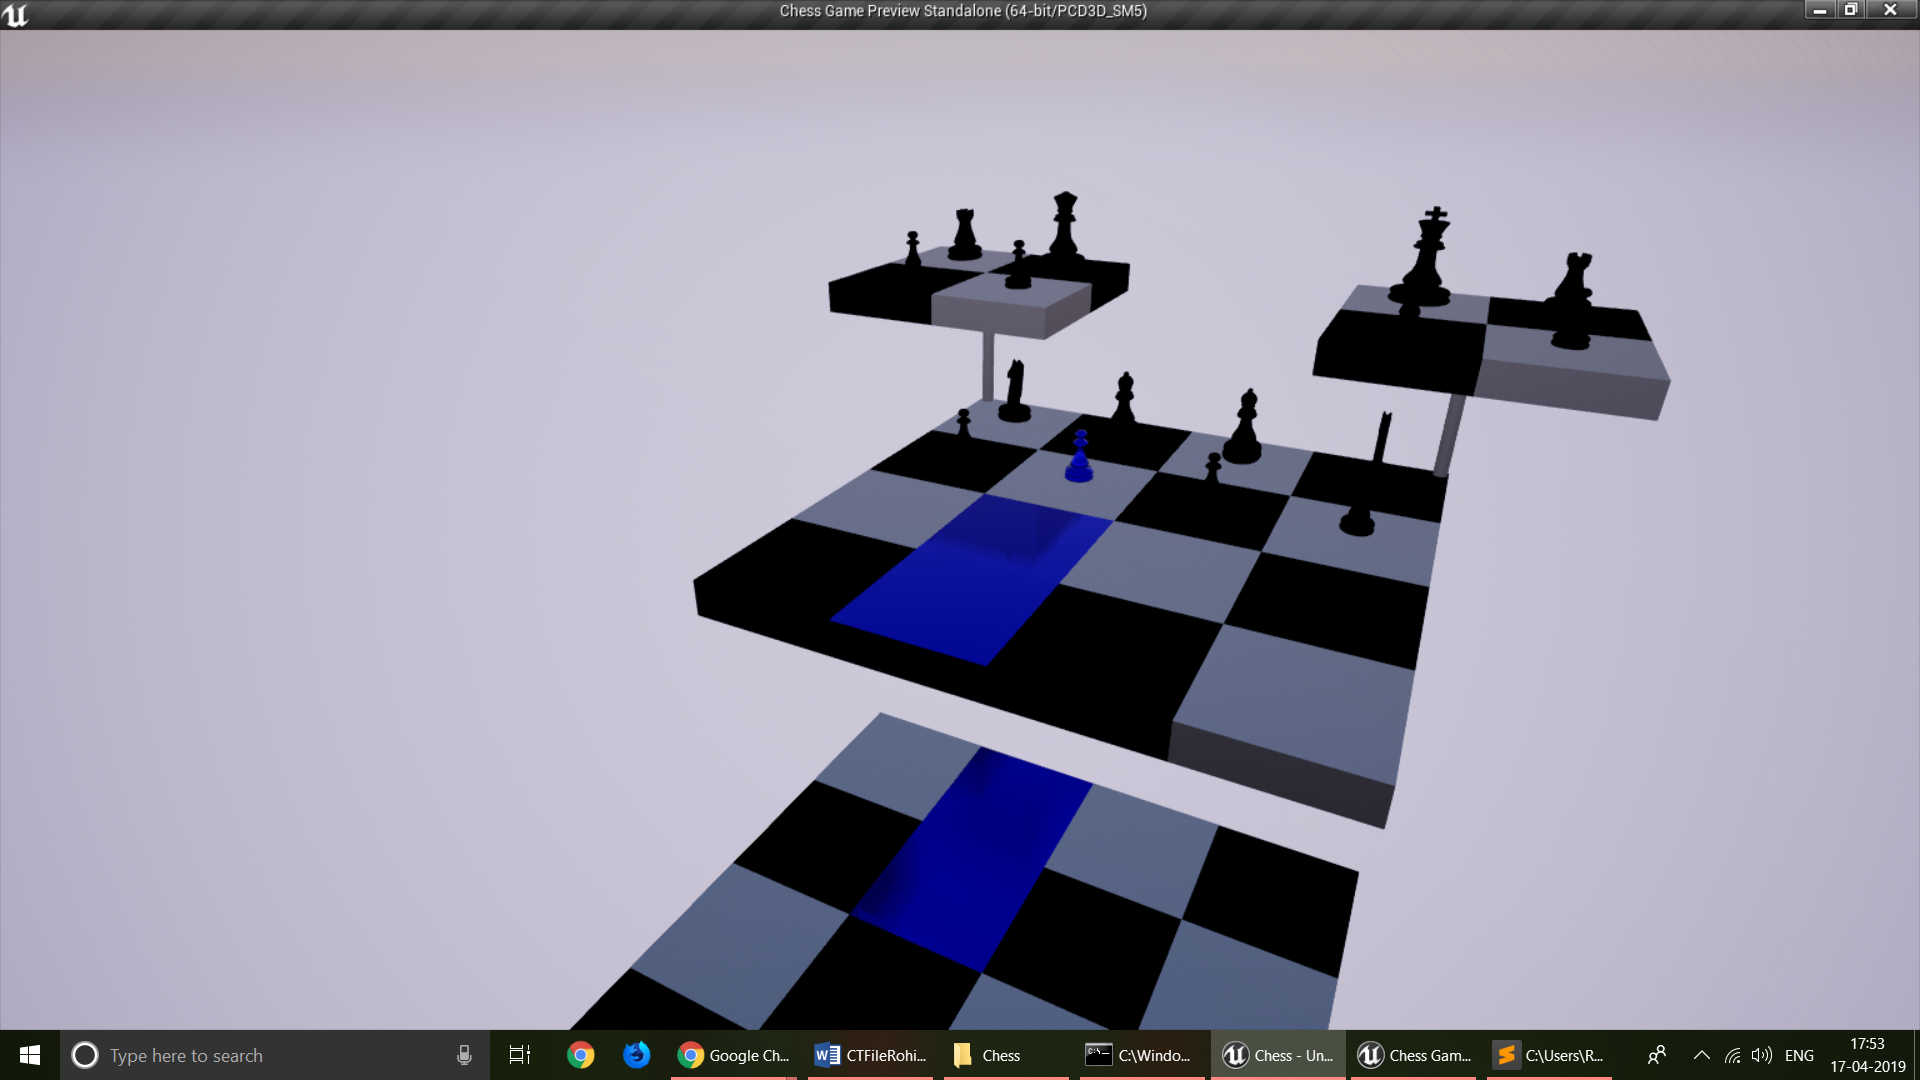 Chess Game Preview Standalone (64-bit/PCD3D_SM5)
Type here to search
Google Ch...
CTFileRohi...
Chess
C:\Windo...
Chess - Un...
Chess Gam...
C:\Users\R...
ENG
17:53
17-04-2019